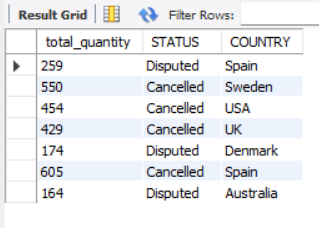 Result Grid Filter Rows:
total_quantity STATUS COUNTRY
259 Disputed Spain
550 Cancelled Sweden
454 Cancelled USA
429 Cancelled UK
174 Disputed Denmark
605 Cancelled Spain
164 Disputed Australia